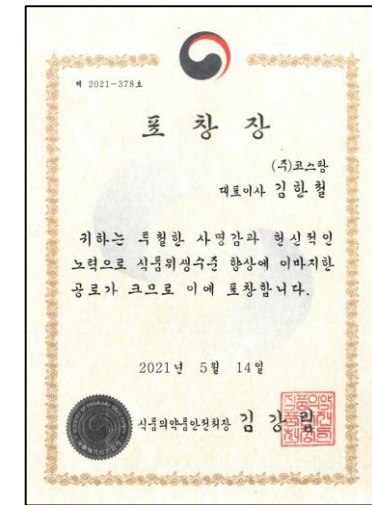 제 2021-378호
포 창 장
(주)코스팜
대표이사 김한철
귀하는 투철한 사명감과 헌신적인
노력으로 식품위생수준 향상에 이바지한
공로가 크므로 이에 포창합니다.
2021년 5월 14일
식품의약품안전처장 김강립